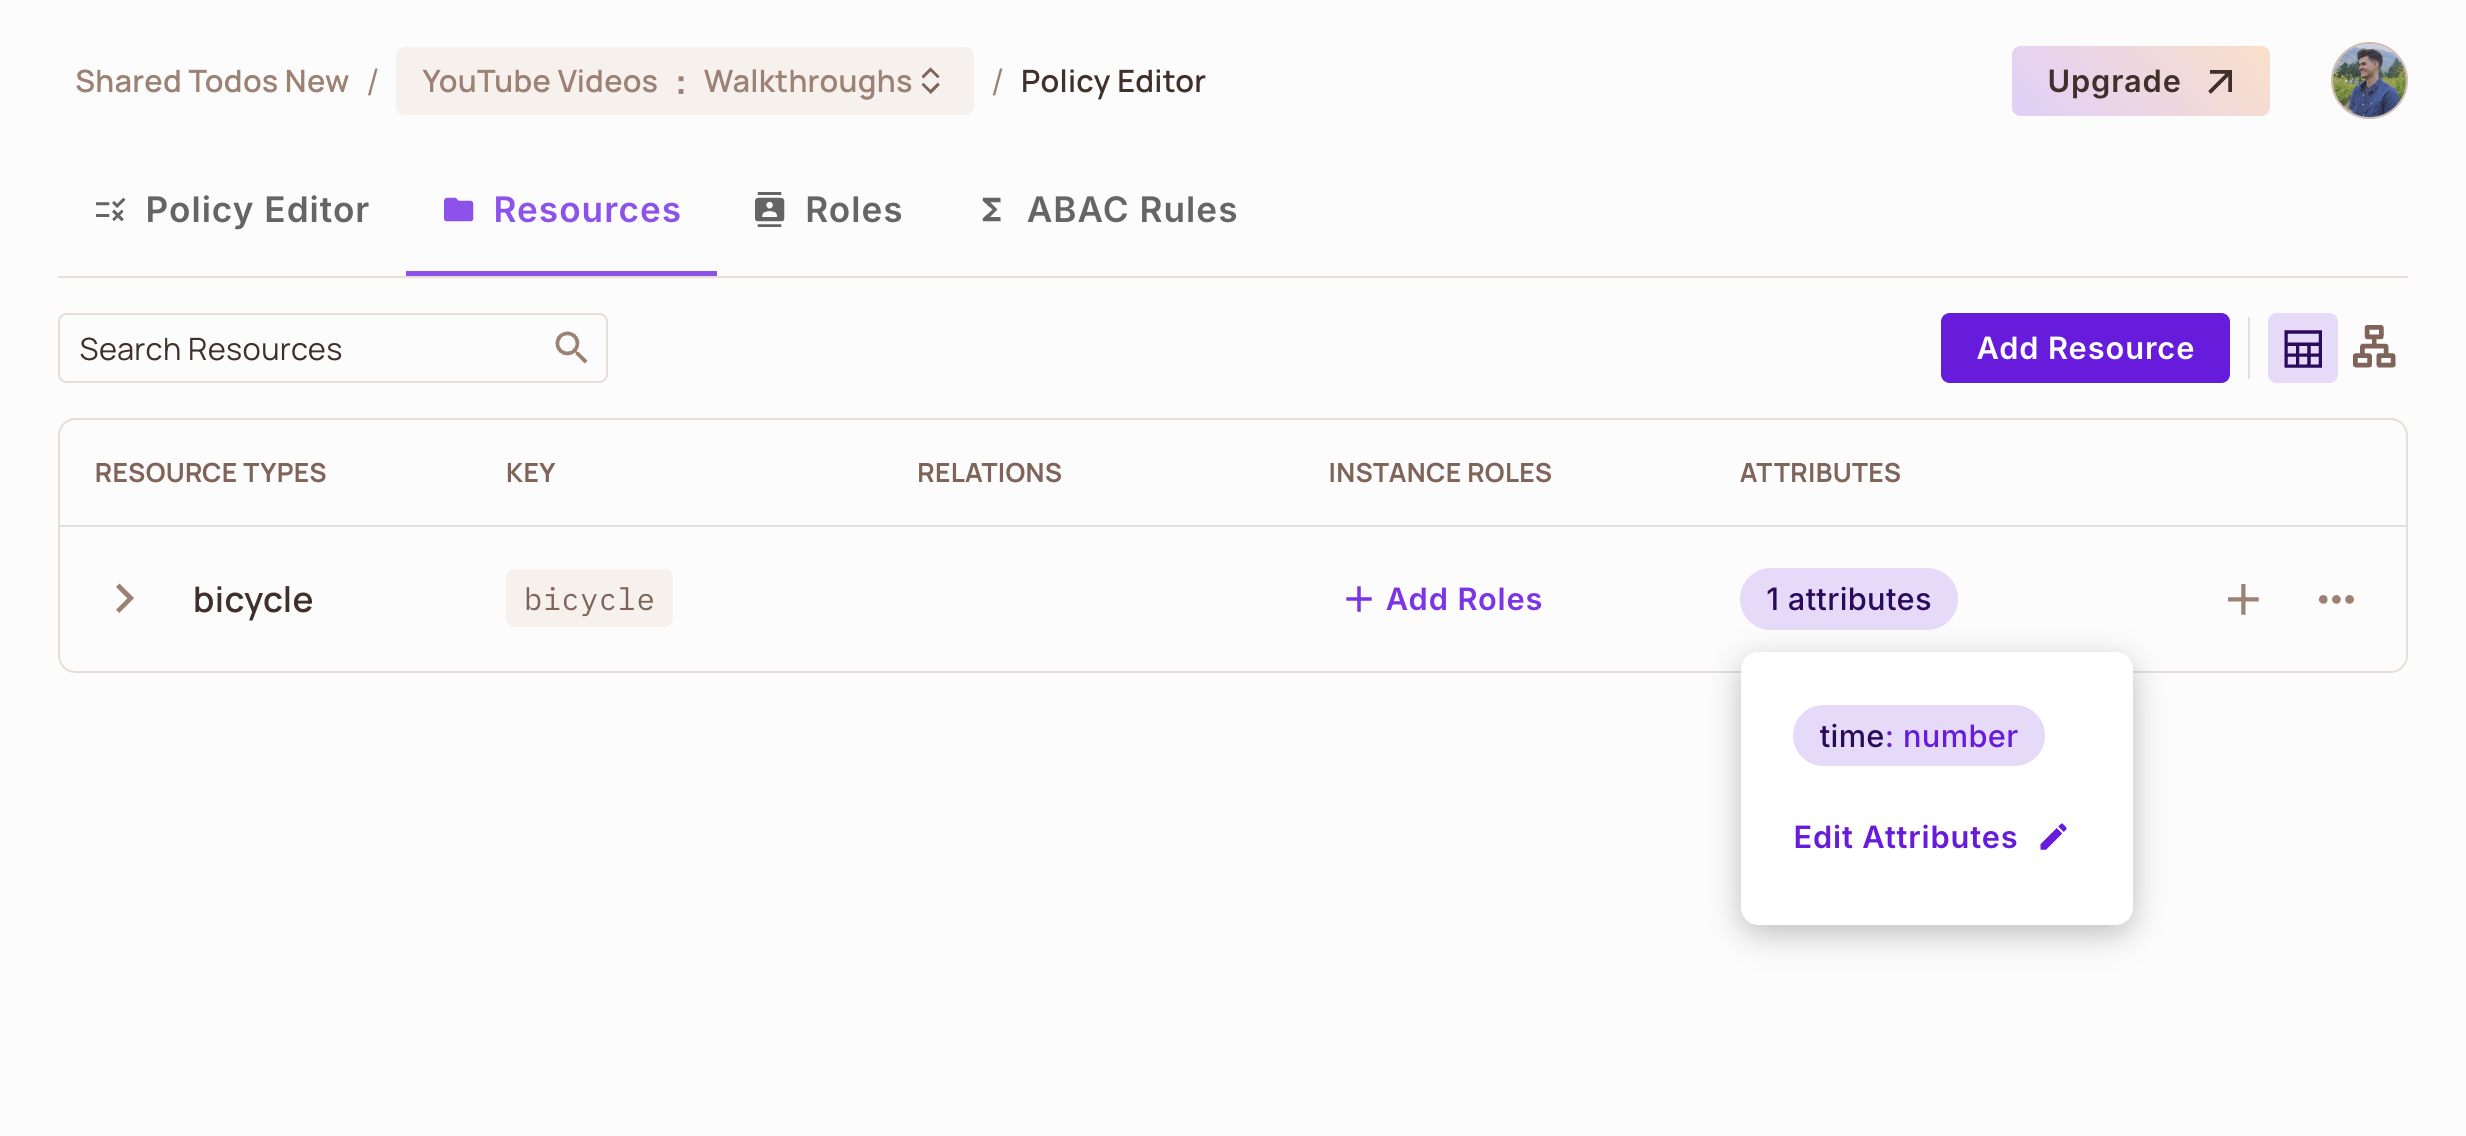 Shared Todos New / YouTube Videos : Walkthroughs / Policy Editor
Upgrade
Policy Editor Resources Roles ABAC Rules
Search Resources
Add Resource
RESOURCE TYPES KEY RELATIONS INSTANCE ROLES ATTRIBUTES
bicycle bicycle + Add Roles 1 attributes
time: number
Edit Attributes